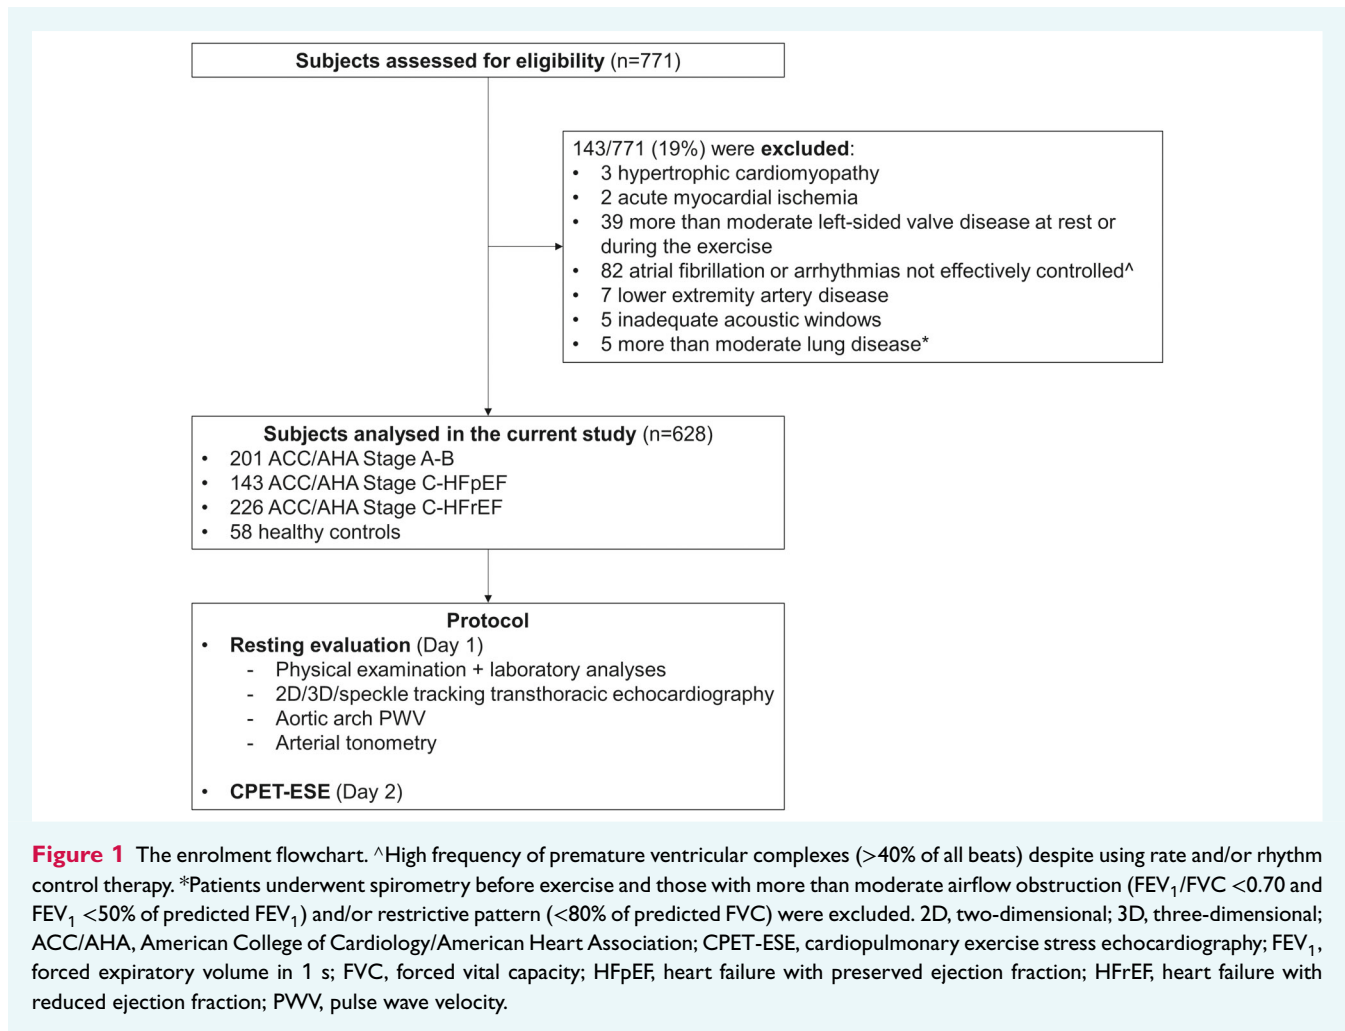 Subjects assessed for eligibility (n=771)
143/771 (19%) were excluded:
• 3 hypertrophic cardiomyopathy
• 2 acute myocardial ischemia
• 39 more than moderate left-sided valve disease at rest or
during the exercise
• 82 atrial fibrillation or arrhythmias not effectively controlled^
• 7 lower extremity artery disease
• 5 inadequate acoustic windows
• 5 more than moderate lung disease*
Subjects analysed in the current study (n=628)
• 201 ACC/AHA Stage A-B
• 143 ACC/AHA Stage C-HFpEF
• 226 ACC/AHA Stage C-HFrEF
• 58 healthy controls
Protocol
• Resting evaluation (Day 1)
- Physical examination + laboratory analyses
- 2D/3D/speckle tracking transthoracic echocardiography
- Aortic arch PWV
- Arterial tonometry
• CPET-ESE (Day 2)
Figure 1 The enrolment flowchart. ^High frequency of premature ventricular complexes (>40% of all beats) despite using rate and/or rhythm
control therapy. *Patients underwent spirometry before exercise and those with more than moderate airflow obstruction (FEV₁/FVC <0.70 and
FEV₁ <50% of predicted FEV₁) and/or restrictive pattern (<80% of predicted FVC) were excluded. 2D, two-dimensional; 3D, three-dimensional;
ACC/AHA, American College of Cardiology/American Heart Association; CPET-ESE, cardiopulmonary exercise stress echocardiography; FEV₁,
forced expiratory volume in 1 s; FVC, forced vital capacity; HFpEF, heart failure with preserved ejection fraction; HFrEF, heart failure with
reduced ejection fraction; PWV, pulse wave velocity.